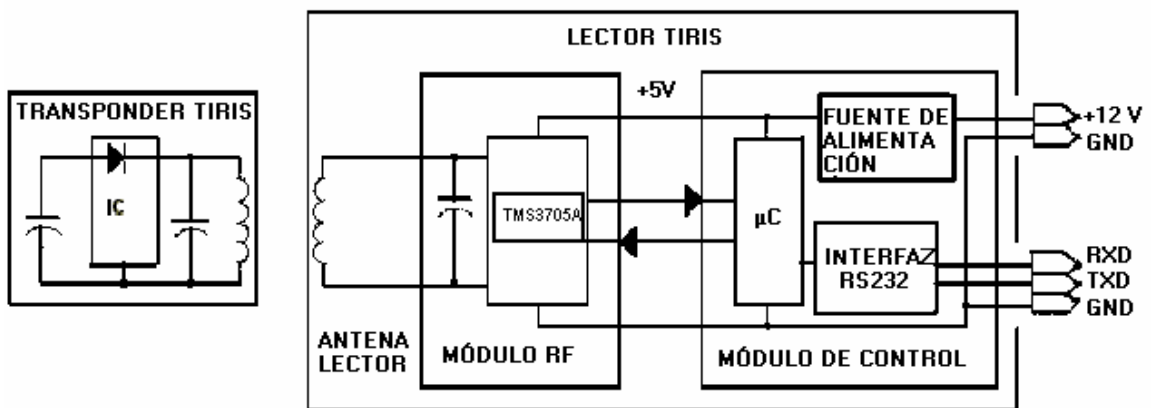 LECTOR TIRIS
TRANSPONDER TIRIS
IC
ANTENA
LECTOR
TMS3705A
MÓDULO RF
+5V
µC
FUENTE DE
ALIMENTA
CIÓN
INTERFAZ
RS232
MÓDULO DE CONTROL
+12 V
GND
RXD
TXD
GND